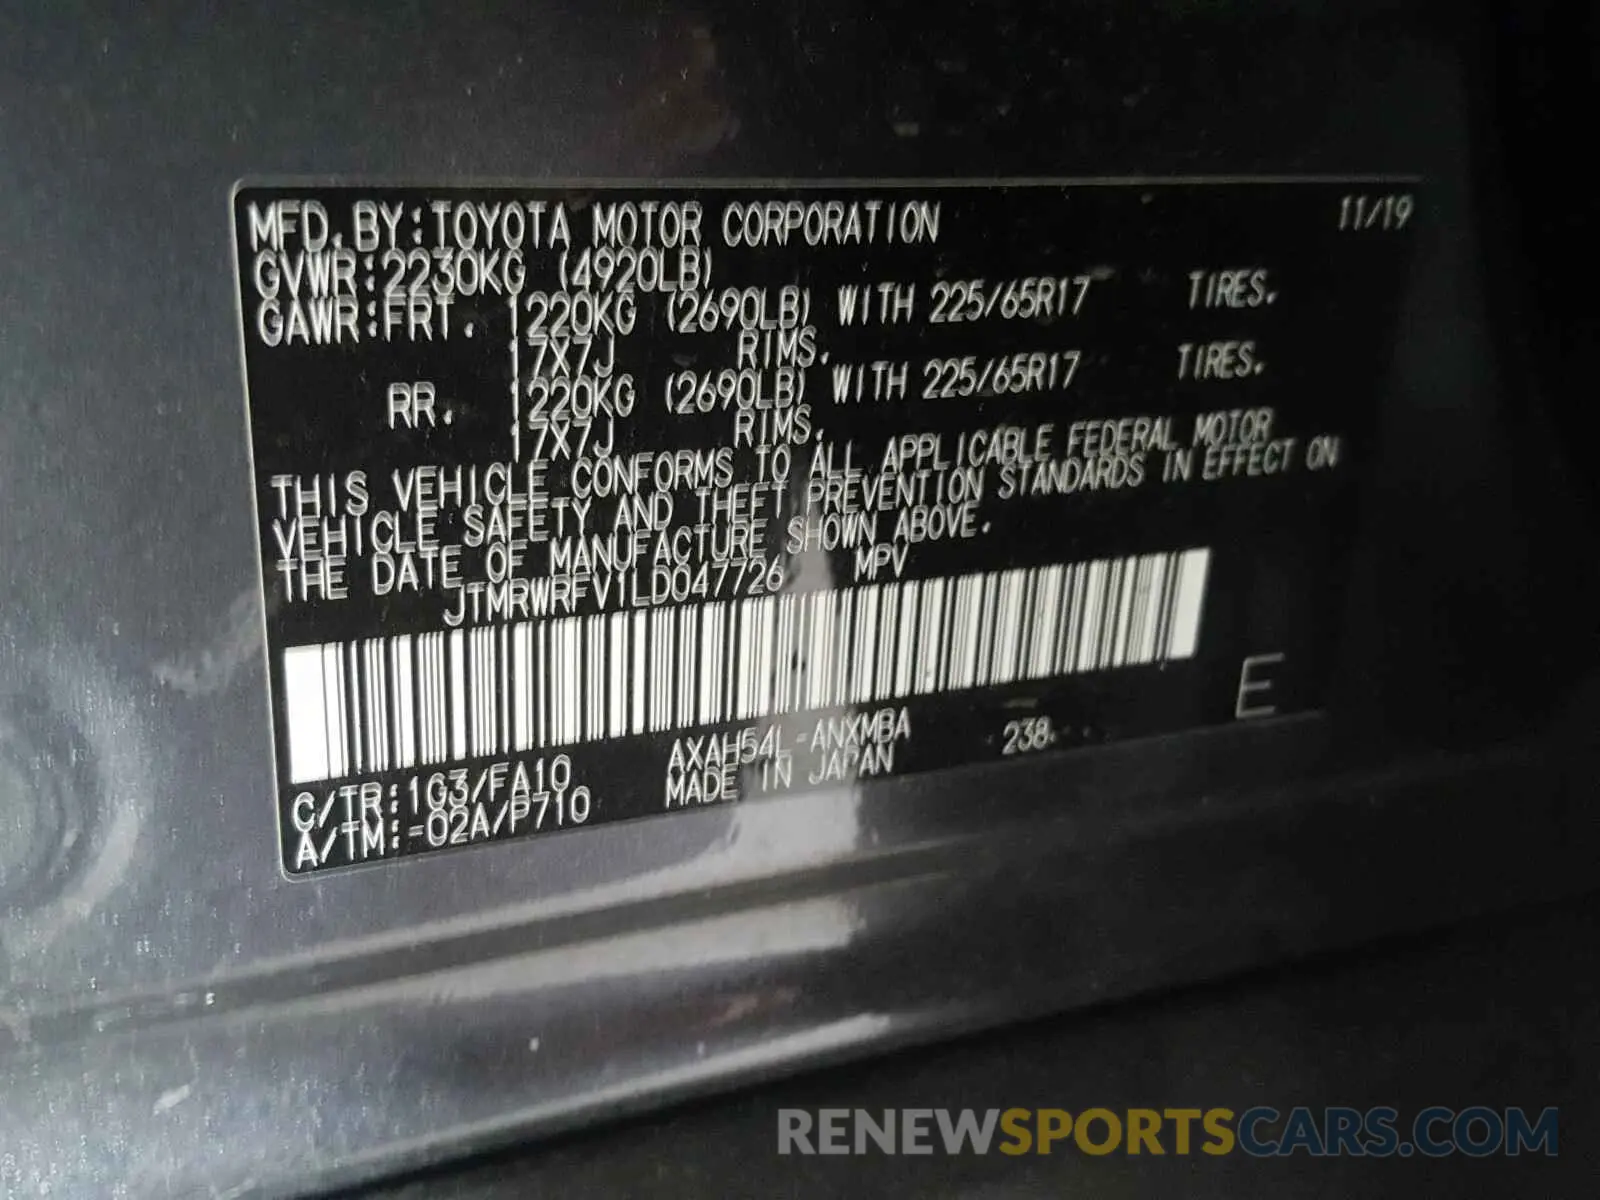 MFD.BY:TOYOTA MOTOR CORPORATION 11/19
GVWR:2230KG (4920LB)
GAWR:FRT. 1220KG (2690LB) WITH 225/65R17 TIRES.
17X7J RIMS.
RR. 1220KG (2690LB) WITH 225/65R17 TIRES.
17X7J RIMS.
THIS VEHICLE CONFORMS TO ALL APPLICABLE FEDERAL MOTOR
VEHICLE SAFETY AND THEFT PREVENTION STANDARDS IN EFFECT ON
THE DATE OF MANUFACTURE SHOWN ABOVE.
JTMRWRFV1LD047726 MPV
E
C/TR:1G3/FA10 AXAH54L-ANXMBA 238
A/TM:-02A/P710 MADE IN JAPAN
RENEWSPORTSCARS.COM